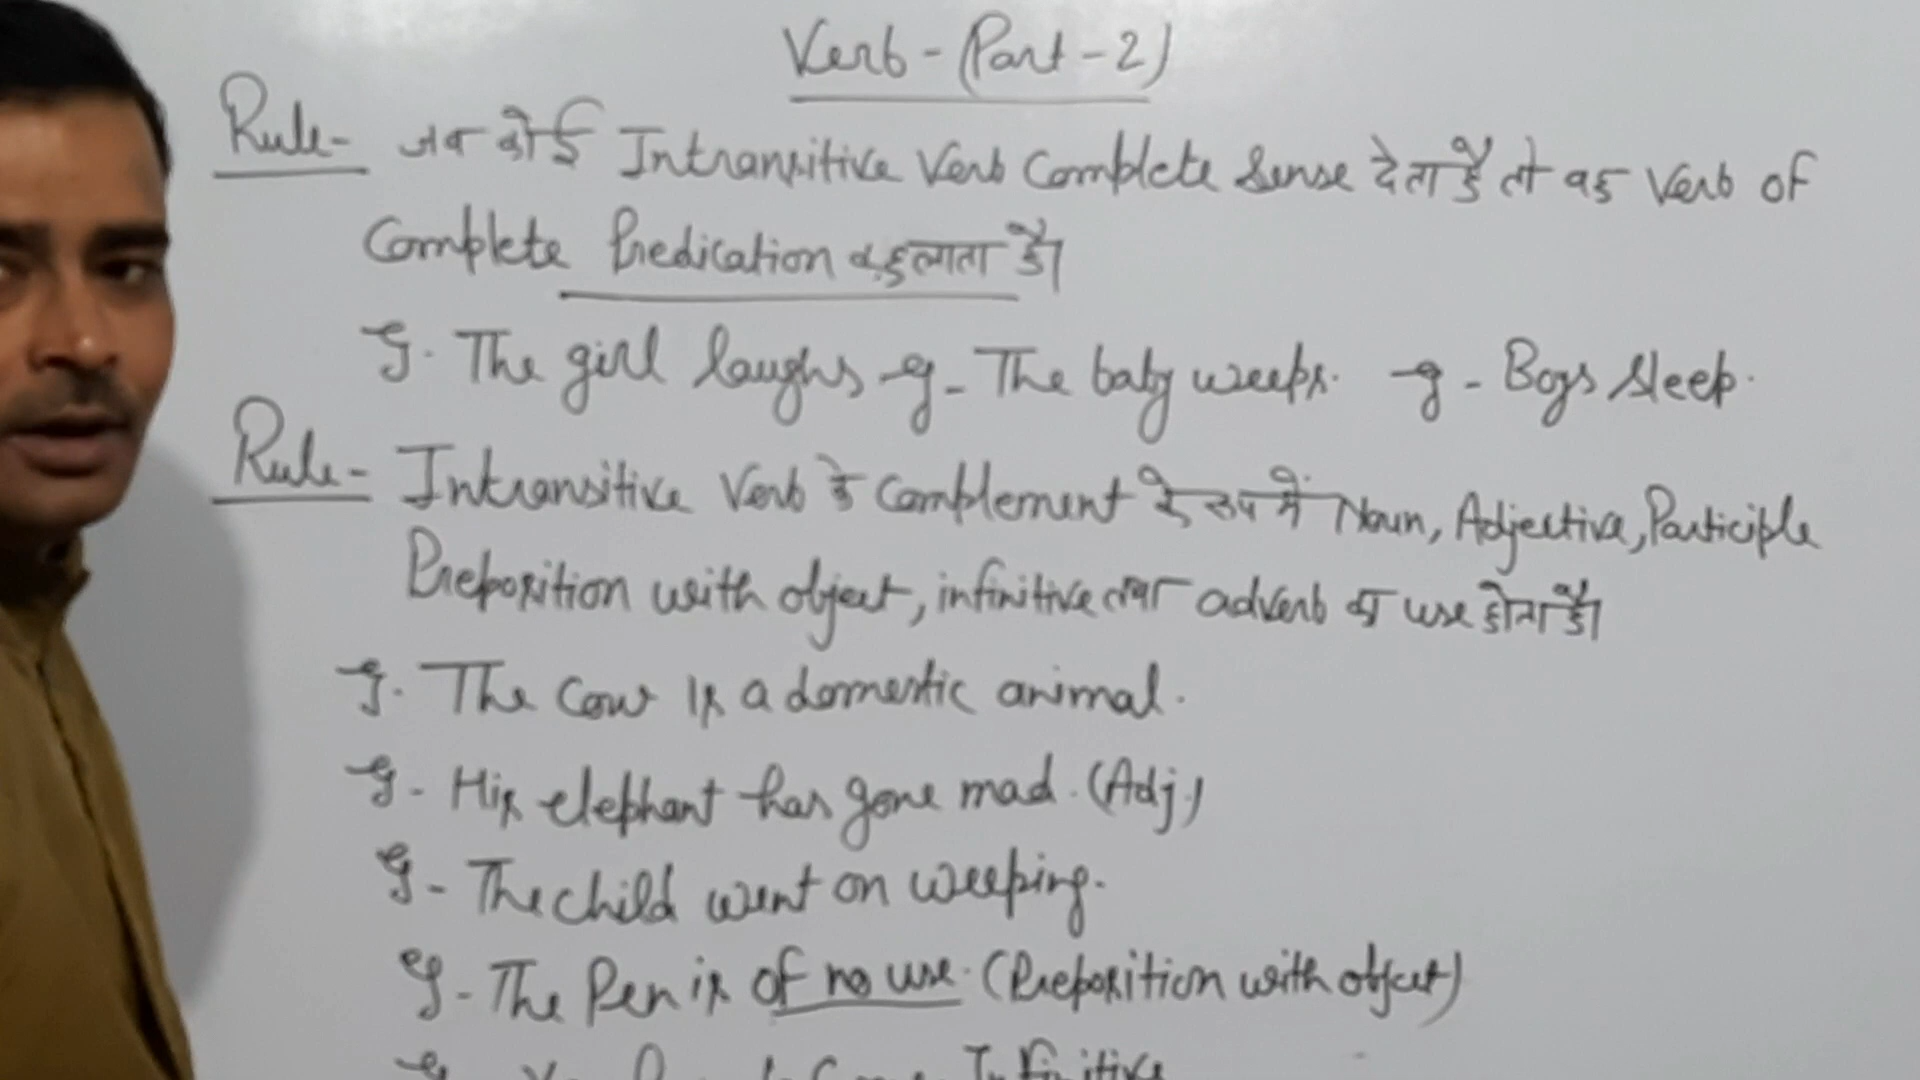 Verb - (Part - 2)
Rule- जब कोई Intransitive Verb Complete Sense देता है तो वह Verb of
Complete Predication कहलाता है।
eg. The girl laughs eg - The baby weeps. eg - Boys sleep.
Rule- Intransitive Verb के Complement के रूप में Noun, Adjective, Participle
Preposition with object, infinitive तथा adverb का use होता है।
eg. The Cow is a domestic animal.
eg - His elephant has gone mad. (Adj.)
eg - The child went on weeping.
eg - The Pen is of no use. (Preposition with object)
eg Infinitive